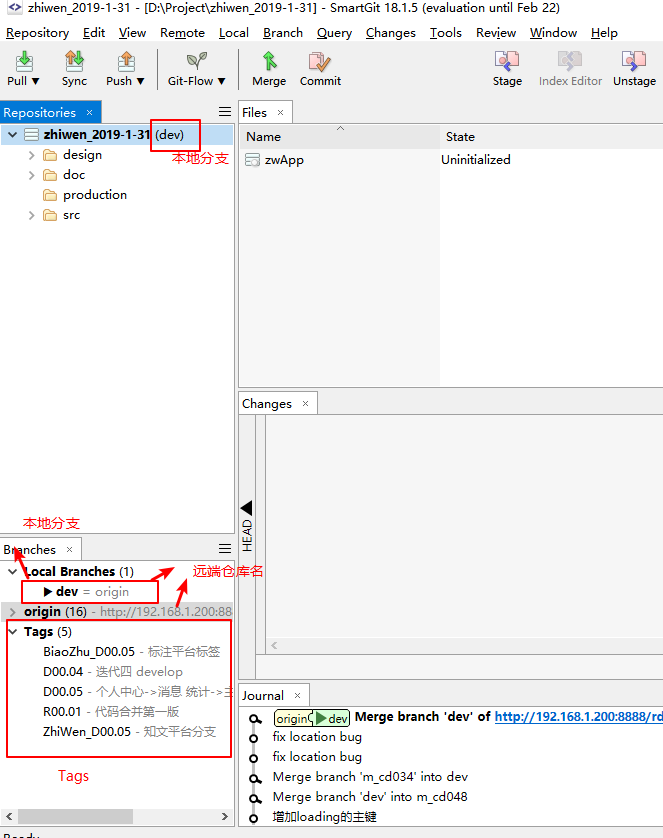 zhiwen_2019-1-31 - [D:\Project\zhiwen_2019-1-31] - SmartGit 18.1.5 (evaluation until Feb 22)
Repository Edit View Remote Local Branch Query Changes Tools Review Window Help
Pull Sync Push Git-Flow Merge Commit Stage Index Editor Unstage
Repositories
zhiwen_2019-1-31 (dev)
本地分支
design
doc
production
src
Files
Name State
zwApp Uninitialized
Changes
HEAD
本地分支
Branches
Local Branches (1)
远端仓库名
dev = origin
origin (16) - http://192.168.1.200:88
Tags (5)
BiaoZhu_D00.05 - 标注平台标签
D00.04 - 迭代四 develop
D00.05 - 个人中心->消息 统计->主
R00.01 - 代码合并第一版
ZhiWen_D00.05 - 知文平台分支
Tags
Journal
origin dev Merge branch 'dev' of http://192.168.1.200:8888/rd
fix location bug
fix location bug
Merge branch 'm_cd034' into dev
Merge branch 'dev' into m_cd048
增加loading的主键